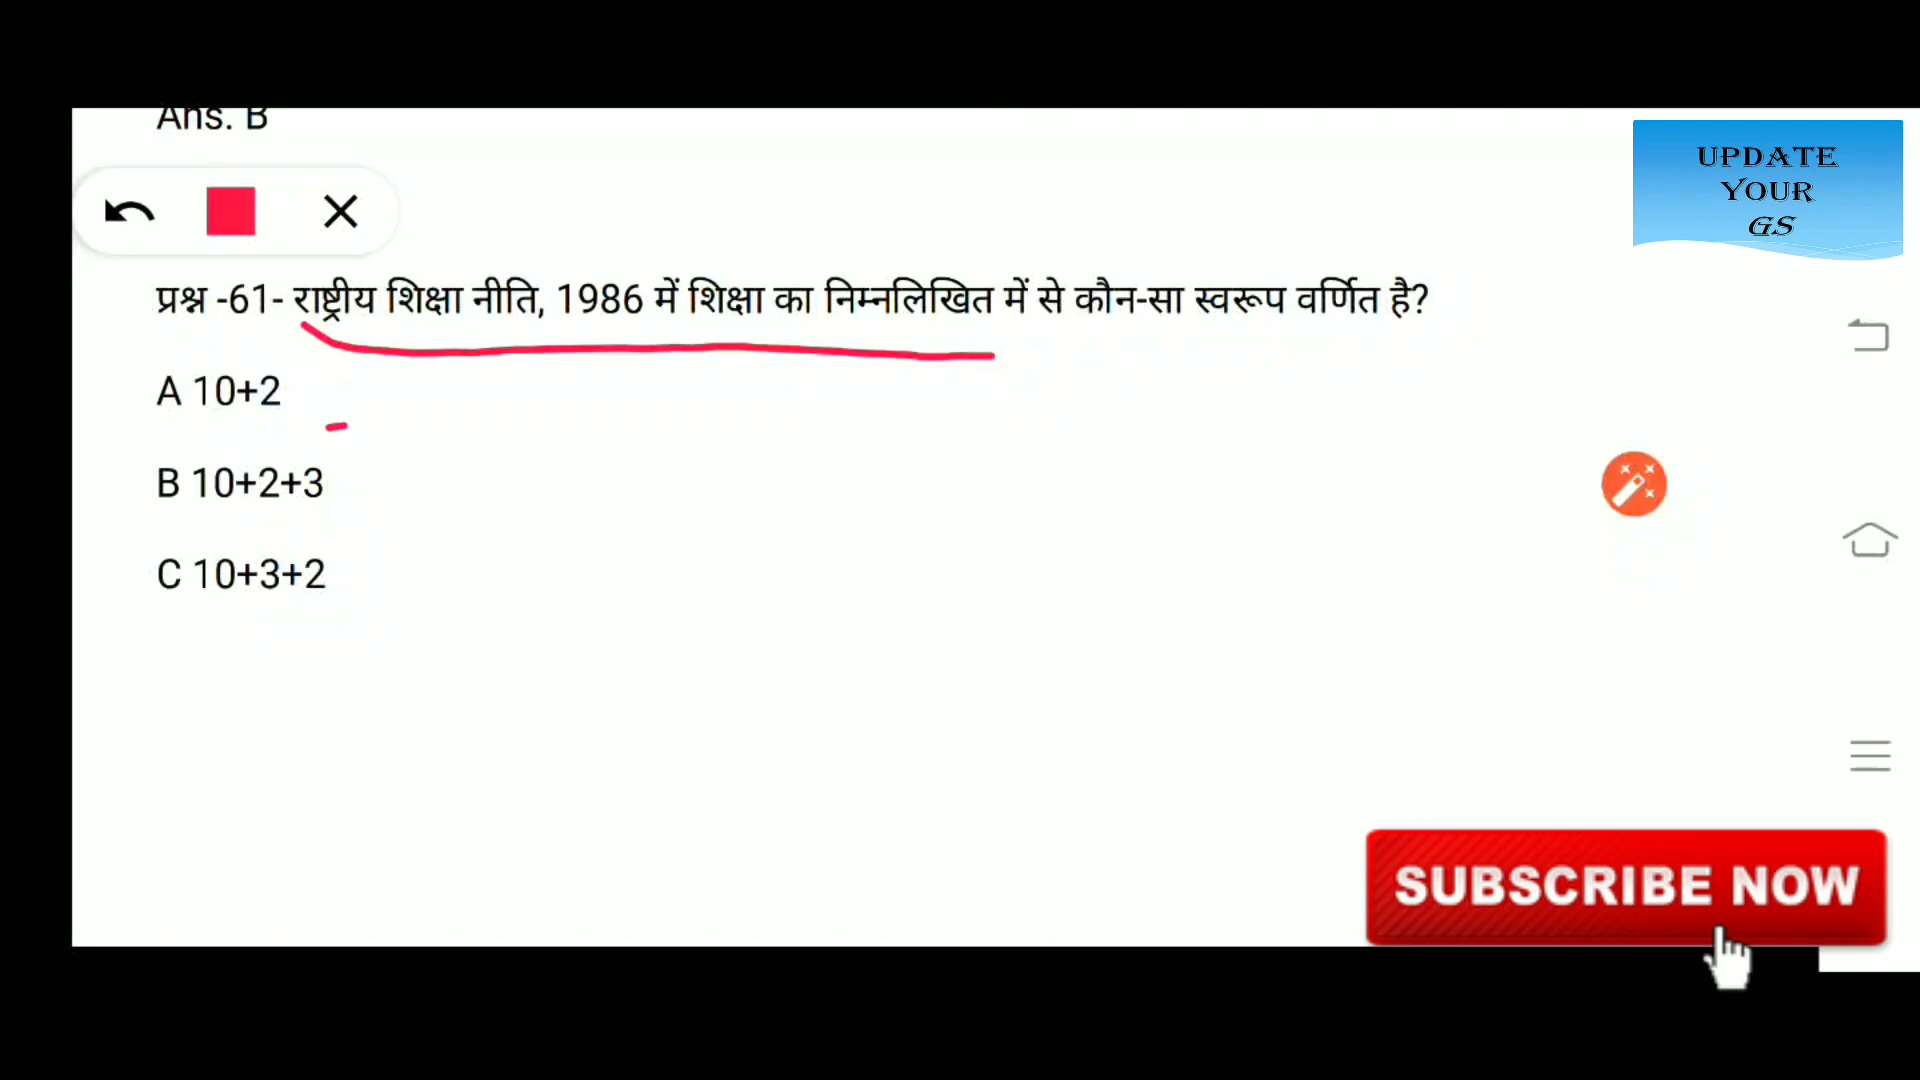 Ans. B
UPDATE
YOUR
GS
प्रश्न -61- राष्ट्रीय शिक्षा नीति, 1986 में शिक्षा का निम्नलिखित में से कौन-सा स्वरूप वर्णित है?
A 10+2
B 10+2+3
C 10+3+2
SUBSCRIBE NOW